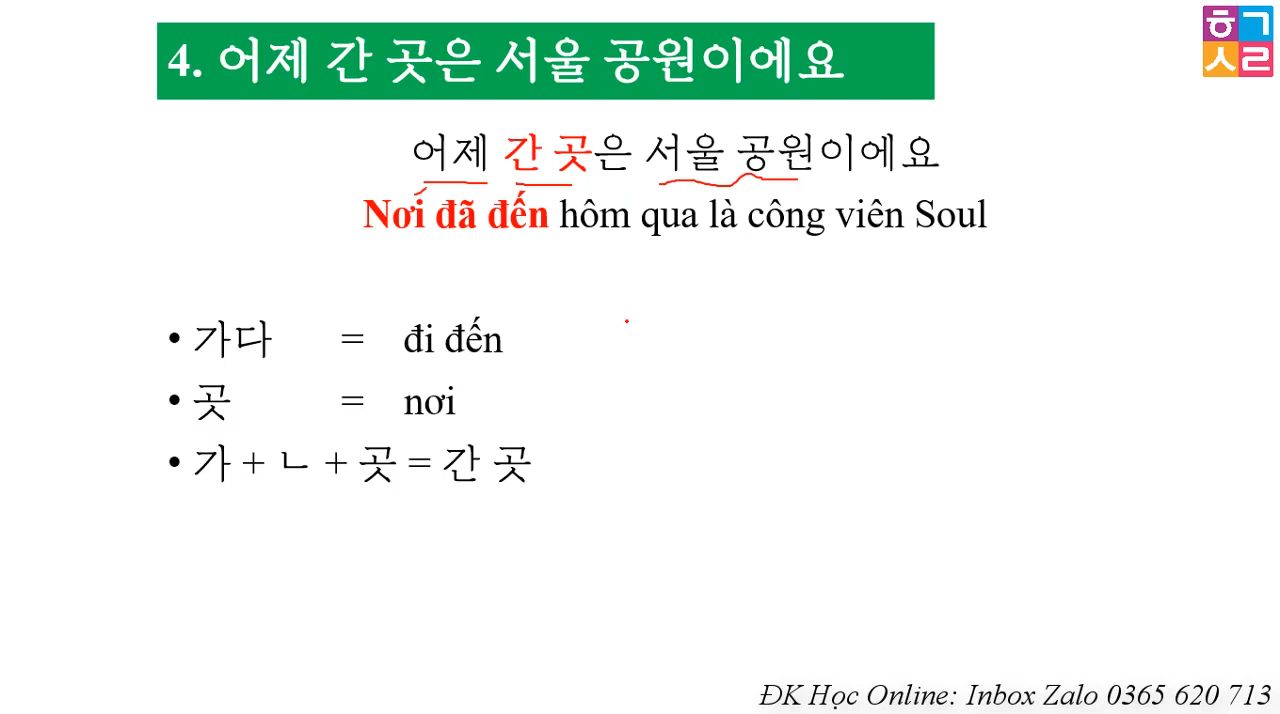 4. 어제 간 곳은 서울 공원이에요
어제 간 곳은 서울 공원이에요
Nơi đã đến hôm qua là công viên Soul
• 가다 = đi đến
• 곳 = nơi
• 가 + ㄴ + 곳 = 간 곳
ĐK Học Online: Inbox Zalo 0365 620 713
ㅎㄱ
ㅅㄹ